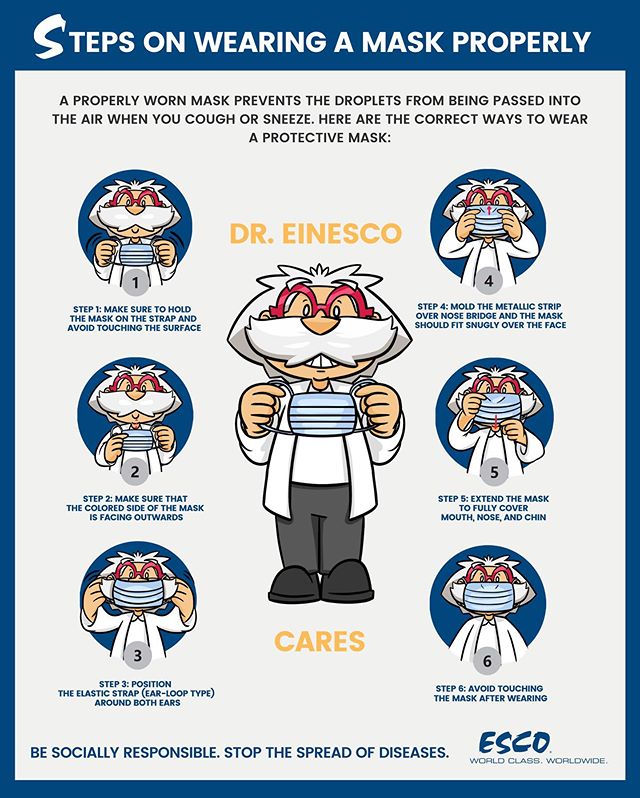 STEPS ON WEARING A MASK PROPERLY
A PROPERLY WORN MASK PREVENTS THE DROPLETS FROM BEING PASSED INTO
THE AIR WHEN YOU COUGH OR SNEEZE. HERE ARE THE CORRECT WAYS TO WEAR
A PROTECTIVE MASK:
DR. EINESCO
1
STEP 1: MAKE SURE TO HOLD
THE MASK ON THE STRAP AND
AVOID TOUCHING THE SURFACE
2
STEP 2: MAKE SURE THAT
THE COLORED SIDE OF THE MASK
IS FACING OUTWARDS
3
STEP 3: POSITION
THE ELASTIC STRAP (EAR-LOOP TYPE)
AROUND BOTH EARS
4
STEP 4: MOLD THE METALLIC STRIP
OVER NOSE BRIDGE AND THE MASK
SHOULD FIT SNUGLY OVER THE FACE
5
STEP 5: EXTEND THE MASK
TO FULLY COVER
MOUTH, NOSE, AND CHIN
6
STEP 6: AVOID TOUCHING
THE MASK AFTER WEARING
CARES
BE SOCIALLY RESPONSIBLE. STOP THE SPREAD OF DISEASES.
ESCO
WORLD CLASS. WORLDWIDE.